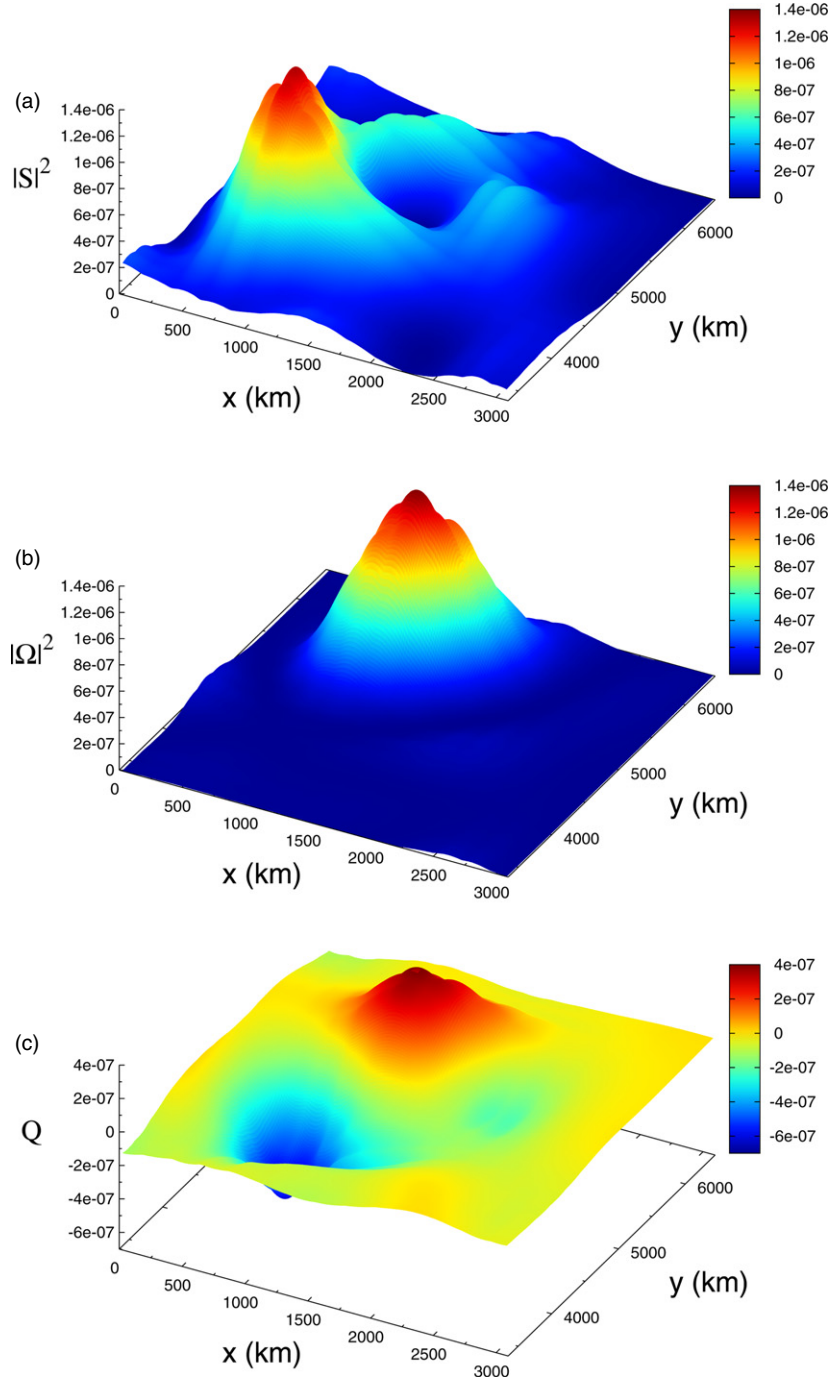 (a)
|S|²
1.4e-06
1.2e-06
1e-06
8e-07
6e-07
4e-07
2e-07
0
0
500
1000
1500
2000
2500
3000
x (km)
4000
5000
6000
y (km)
1.4e-06
1.2e-06
1e-06
8e-07
6e-07
4e-07
2e-07
0
(b)
|Ω|²
1.4e-06
1.2e-06
1e-06
8e-07
6e-07
4e-07
2e-07
0
0
500
1000
1500
2000
2500
3000
x (km)
4000
5000
6000
y (km)
1.4e-06
1.2e-06
1e-06
8e-07
6e-07
4e-07
2e-07
0
(c)
Q
4e-07
2e-07
0
-2e-07
-4e-07
-6e-07
0
500
1000
1500
2000
2500
3000
x (km)
4000
5000
6000
y (km)
4e-07
2e-07
0
-2e-07
-4e-07
-6e-07